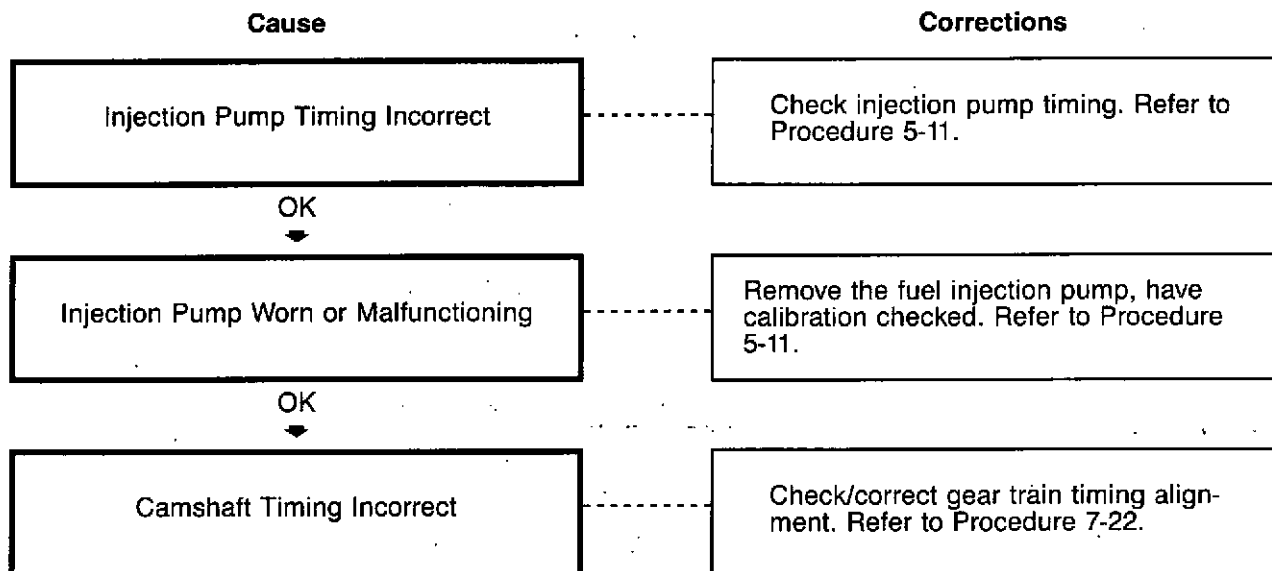 Cause
Corrections
Injection Pump Timing Incorrect
Check injection pump timing. Refer to
Procedure 5-11.
OK
Injection Pump Worn or Malfunctioning
Remove the fuel injection pump, have
calibration checked. Refer to Procedure
5-11.
OK
Camshaft Timing Incorrect
Check/correct gear train timing align-
ment. Refer to Procedure 7-22.